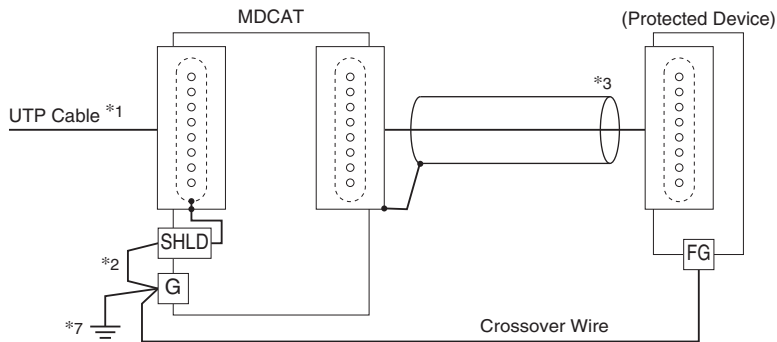 MDCAT
(Protected Device)
UTP Cable *1
*3
SHLD
*2
FG
G
*7
Crossover Wire